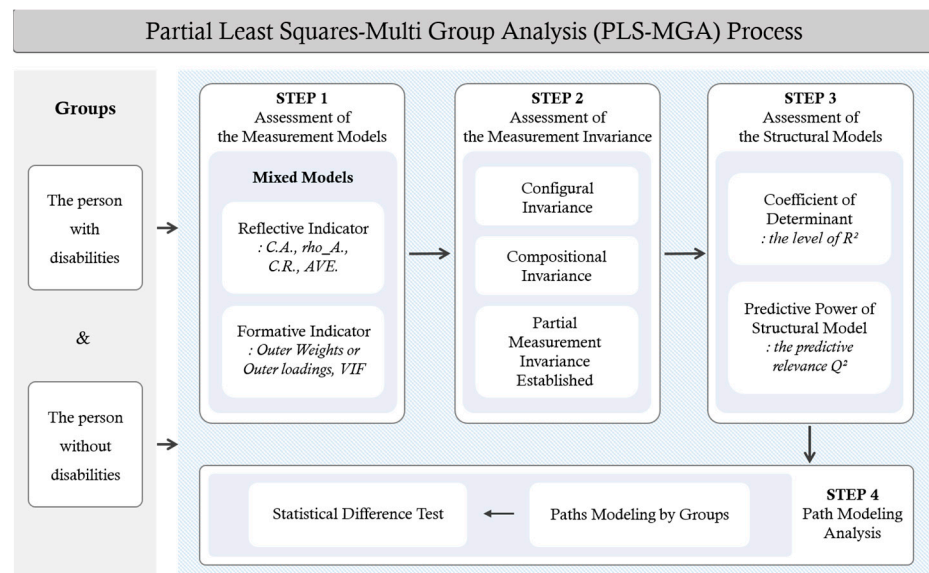 Partial Least Squares-Multi Group Analysis (PLS-MGA) Process
Groups
The person
with
disabilities
&
The person
without
disabilities
STEP 1
Assessment of
the Measurement Models
Mixed Models
Reflective Indicator
: C.A., rho_A.,
C.R., AVE.
Formative Indicator
: Outer Weights or
Outer loadings, VIF
STEP 2
Assessment of
the Measurement Invariance
Configural
Invariance
Compositional
Invariance
Partial
Measurement
Invariance
Established
STEP 3
Assessment of
the Structural Models
Coefficient of
Determinant
: the level of R²
Predictive Power of
Structural Model
: the predictive
relevance Q²
STEP 4
Path Modeling
Analysis
Paths Modeling by Groups
Statistical Difference Test